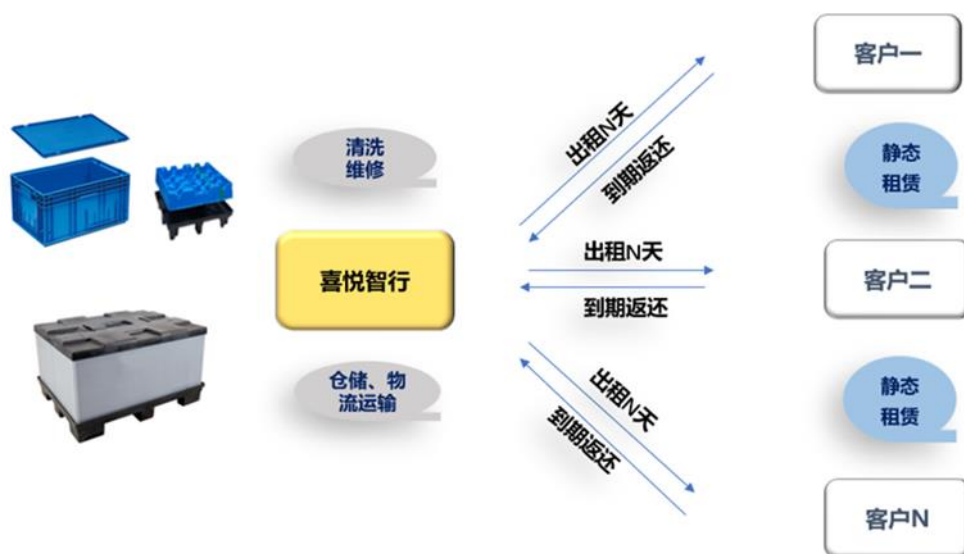 客户一
清洗
维修
出租N天
到期返还
静态
租赁
喜悦智行
出租N天
到期返还
客户二
仓储、物
流运输
出租N天
到期返还
静态
租赁
客户N